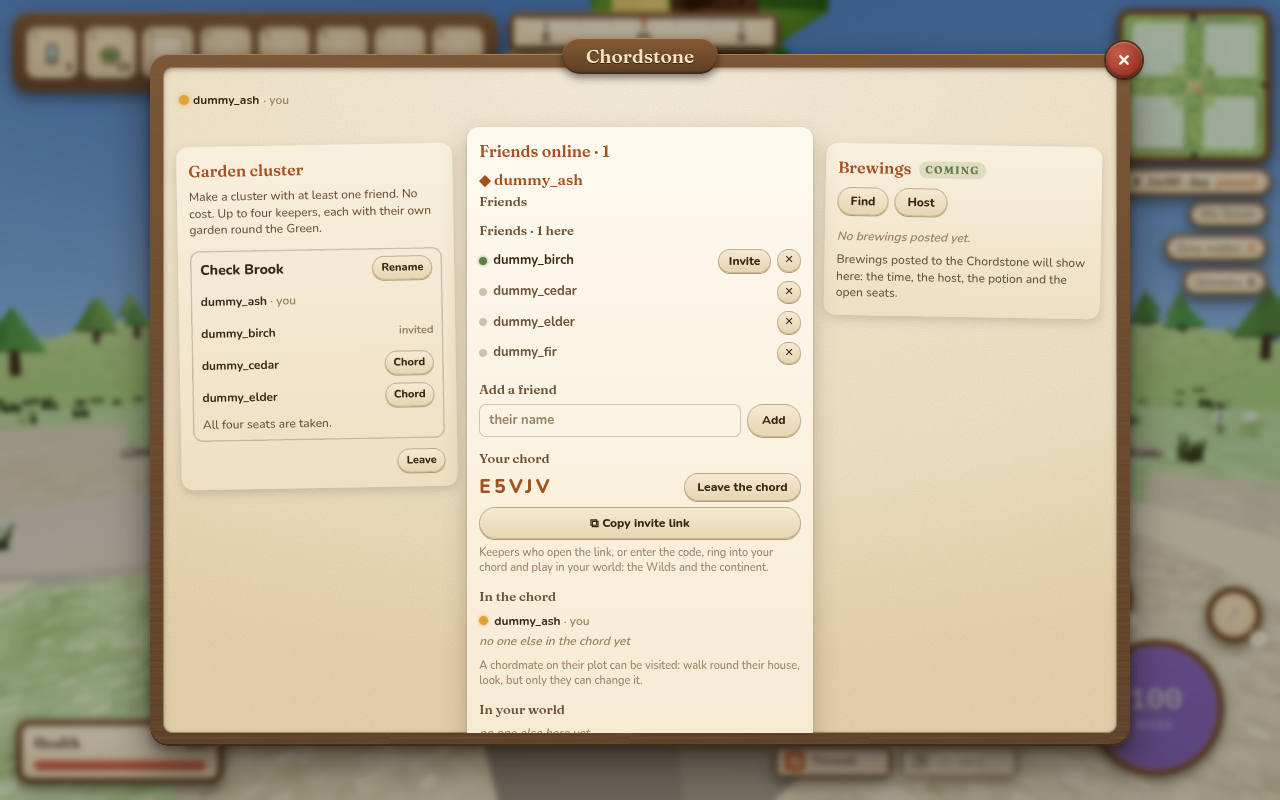 Chordstone
×
dummy_ash · you
Garden cluster
Make a cluster with at least one friend. No
cost. Up to four keepers, each with their own
garden round the Green.
Check Brook
Rename
dummy_ash · you
dummy_birch
invited
dummy_cedar
Chord
dummy_elder
Chord
All four seats are taken.
Leave
Friends online · 1
◆ dummy_ash
Friends
Friends · 1 here
dummy_birch
Invite
×
dummy_cedar
×
dummy_elder
×
dummy_fir
×
Add a friend
their name
Add
Your chord
E5VJV
Leave the chord
⧉ Copy invite link
Keepers who open the link, or enter the code, ring into your
chord and play in your world: the Wilds and the continent.
In the chord
dummy_ash · you
no one else in the chord yet
A chordmate on their plot can be visited: walk round their house,
look, but only they can change it.
In your world
no one else here yet
Brewings
COMING
Find
Host
No brewings posted yet.
Brewings posted to the Chordstone will show
here: the time, the host, the potion and the
open seats.
Health
100